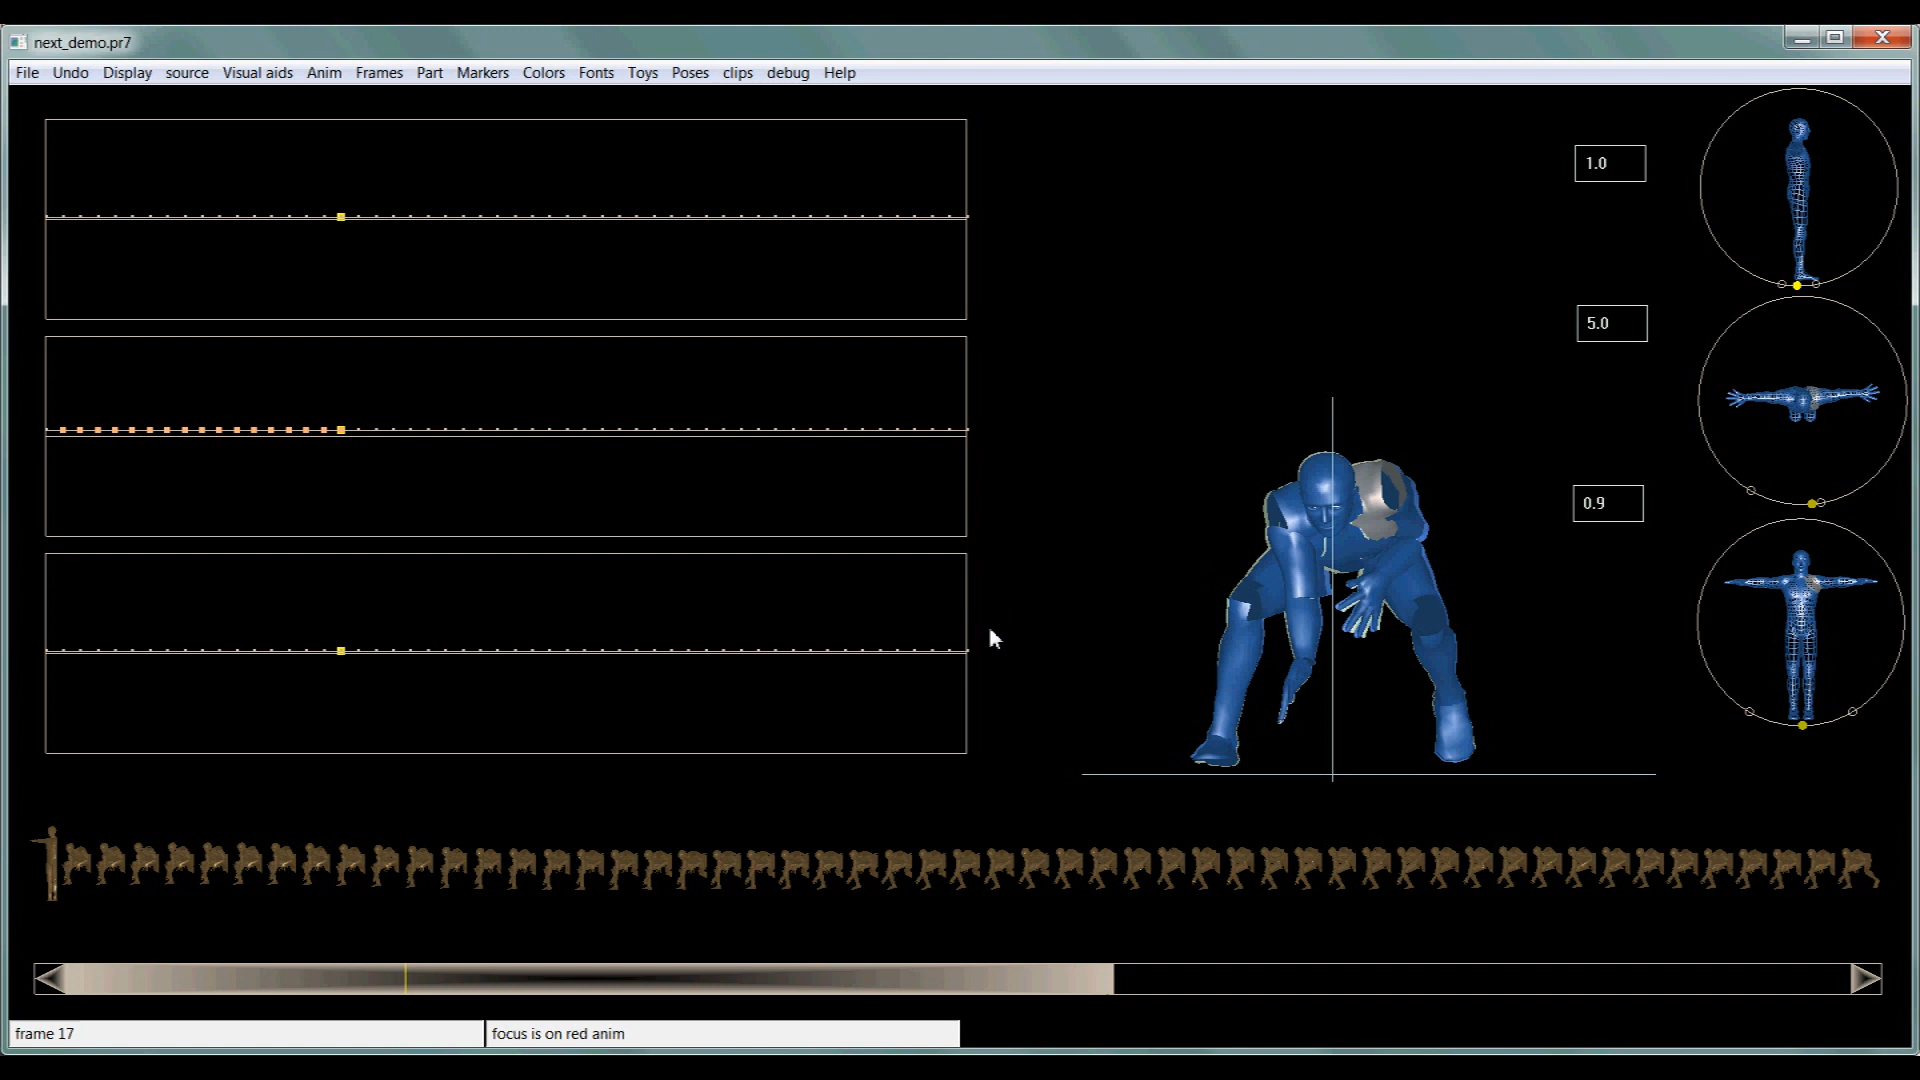 next_demo.pr7
File Undo Display source Visual aids Anim Frames Part Markers Colors Fonts Toys Poses clips debug Help
1.0
5.0
0.9
frame 17
focus is on red anim